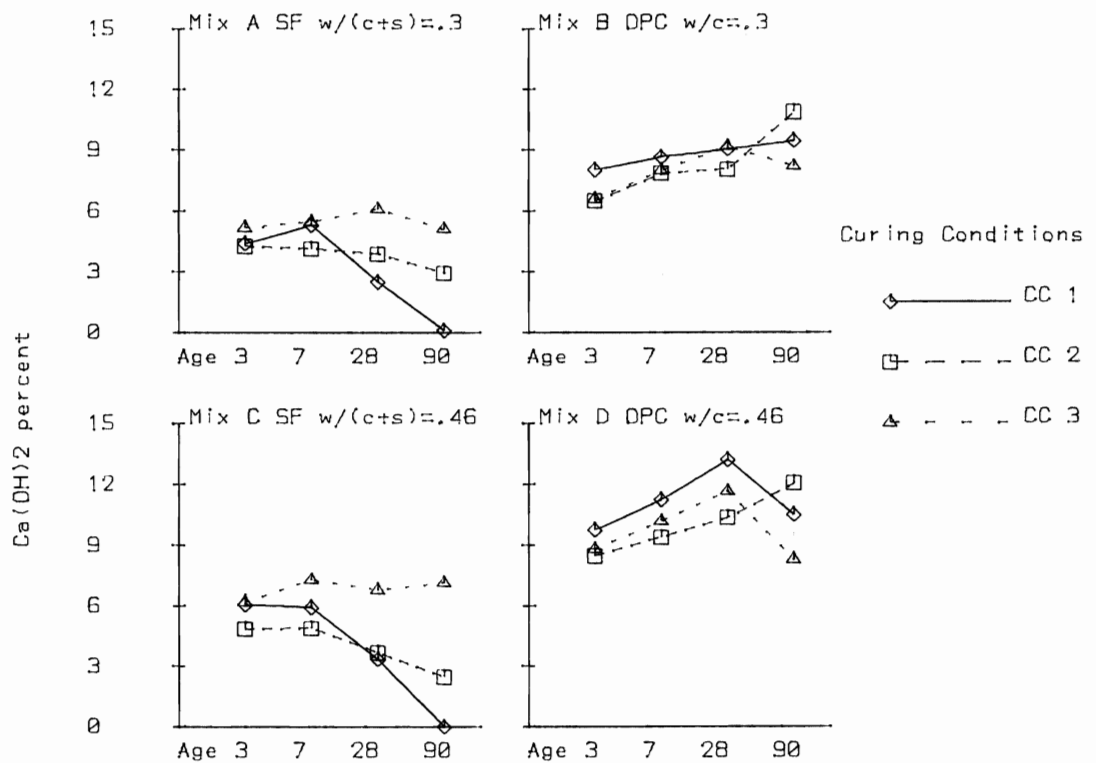 Mix A SF w/(c+s)=.3
15
12
9
6
3
0
Age 3 7 28 90
Mix B OPC w/c=.3
Age 3 7 28 90
Curing Conditions
CC 1
CC 2
CC 3
Ca(OH)2 percent
Mix C SF w/(c+s)=.46
15
12
9
6
3
0
Age 3 7 28 90
Mix D OPC w/c=.46
Age 3 7 28 90